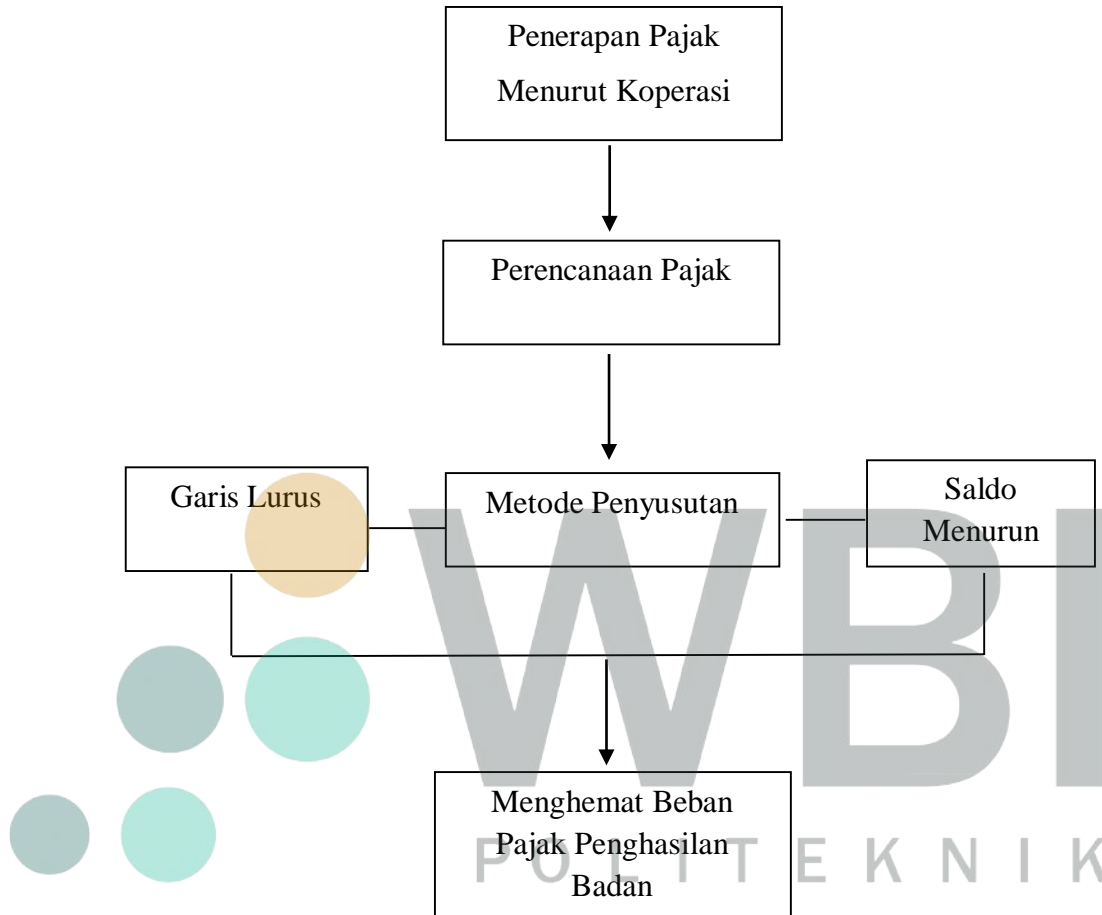 Penerapan Pajak
Menurut Koperasi
Perencanaan Pajak
Garis Lurus
Metode Penyusutan
Saldo
Menurun
WBI
Menghemat Beban
Pajak Penghasilan
Badan
POLITEKNIK